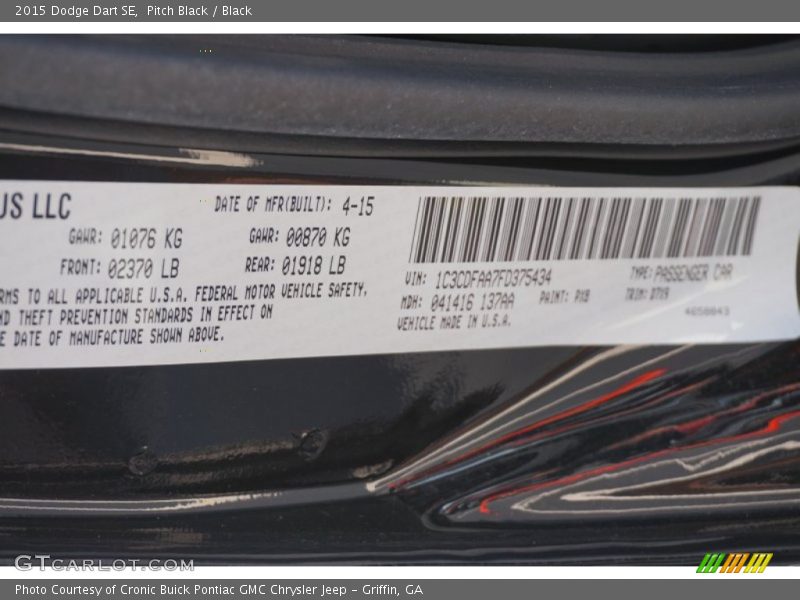 2015 Dodge Dart SE,  Pitch Black / Black
US LLC
DATE OF MFR(BUILT): 4-15
GAWR: 01076 KG
GAWR: 00870 KG
FRONT: 02370 LB
REAR: 01918 LB
RMS TO ALL APPLICABLE U.S.A. FEDERAL MOTOR VEHICLE SAFETY,
ND THEFT PREVENTION STANDARDS IN EFFECT ON
E DATE OF MANUFACTURE SHOWN ABOVE.
VIN: 1C3CDFAA7FD375434
TYPE: PASSENGER CAR
MDH: 041416 137AA
PAINT: PX8
TRIM: DTX9
VEHICLE MADE IN U.S.A.
GTCARLOT.COM
Photo Courtesy of Cronic Buick Pontiac GMC Chrysler Jeep - Griffin, GA